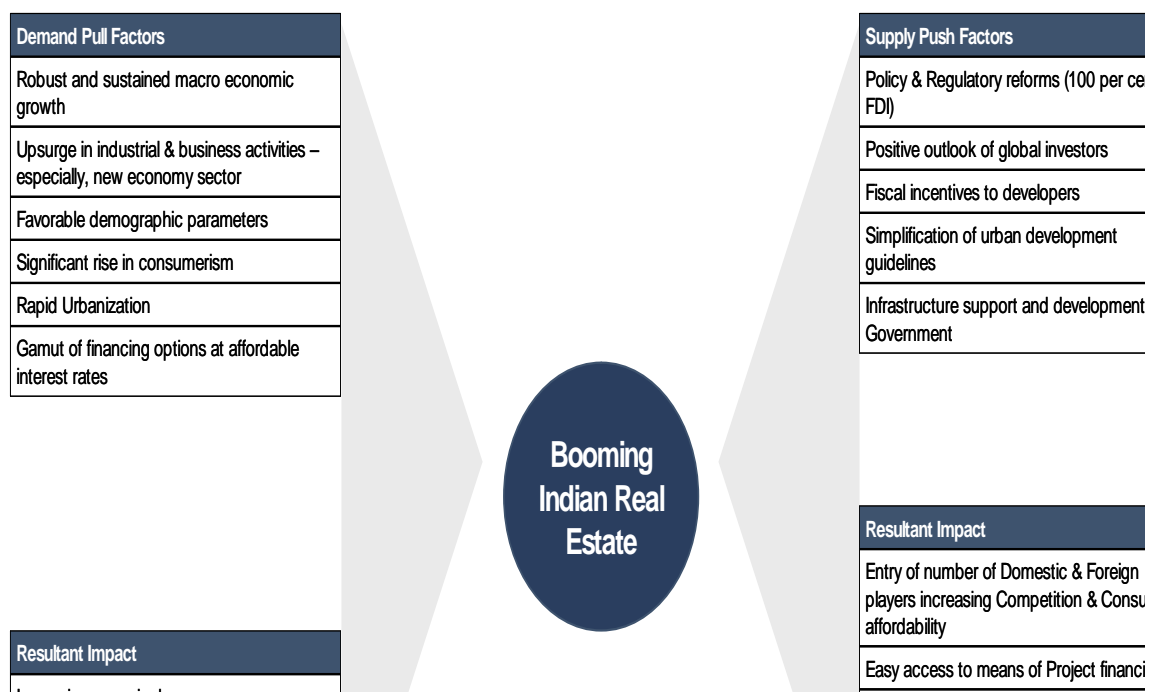 Demand Pull Factors
Robust and sustained macro economic
growth
Upsurge in industrial & business activities –
especially, new economy sector
Favorable demographic parameters
Significant rise in consumerism
Rapid Urbanization
Gamut of financing options at affordable
interest rates
Resultant Impact
Booming
Indian Real
Estate
Supply Push Factors
Policy & Regulatory reforms (100 per
FDI)
Positive outlook of global investors
Fiscal incentives to developers
Simplification of urban development
guidelines
Infrastructure support and development
Government
Resultant Impact
Entry of number of Domestic & Foreign
players increasing Competition &
affordability
Easy access to means of Project